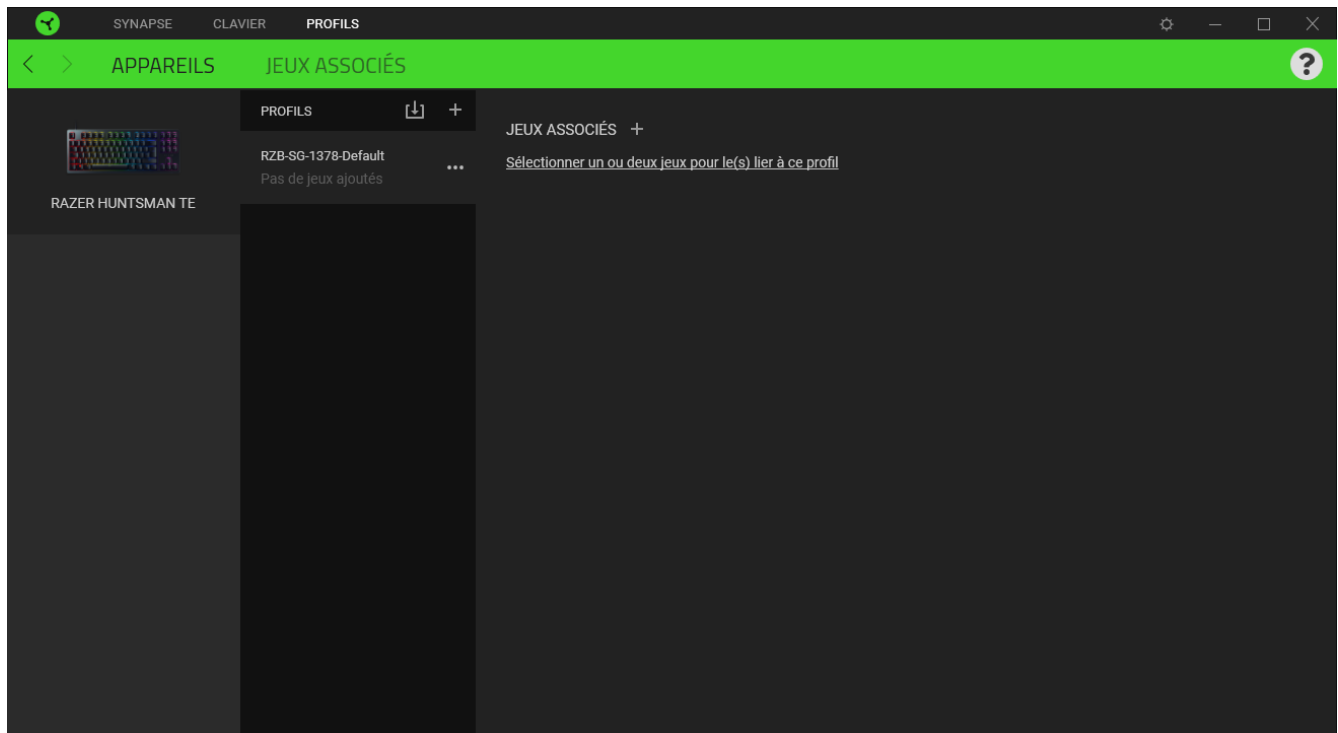 SYNAPSE CLAVIER PROFILS
APPAREILS JEUX ASSOCIÉS
?
RAZER HUNTSMAN TE
PROFILS
RZB-SG-1378-Default
Pas de jeux ajoutés
JEUX ASSOCIÉS +
Sélectionner un ou deux jeux pour le(s) lier à ce profil